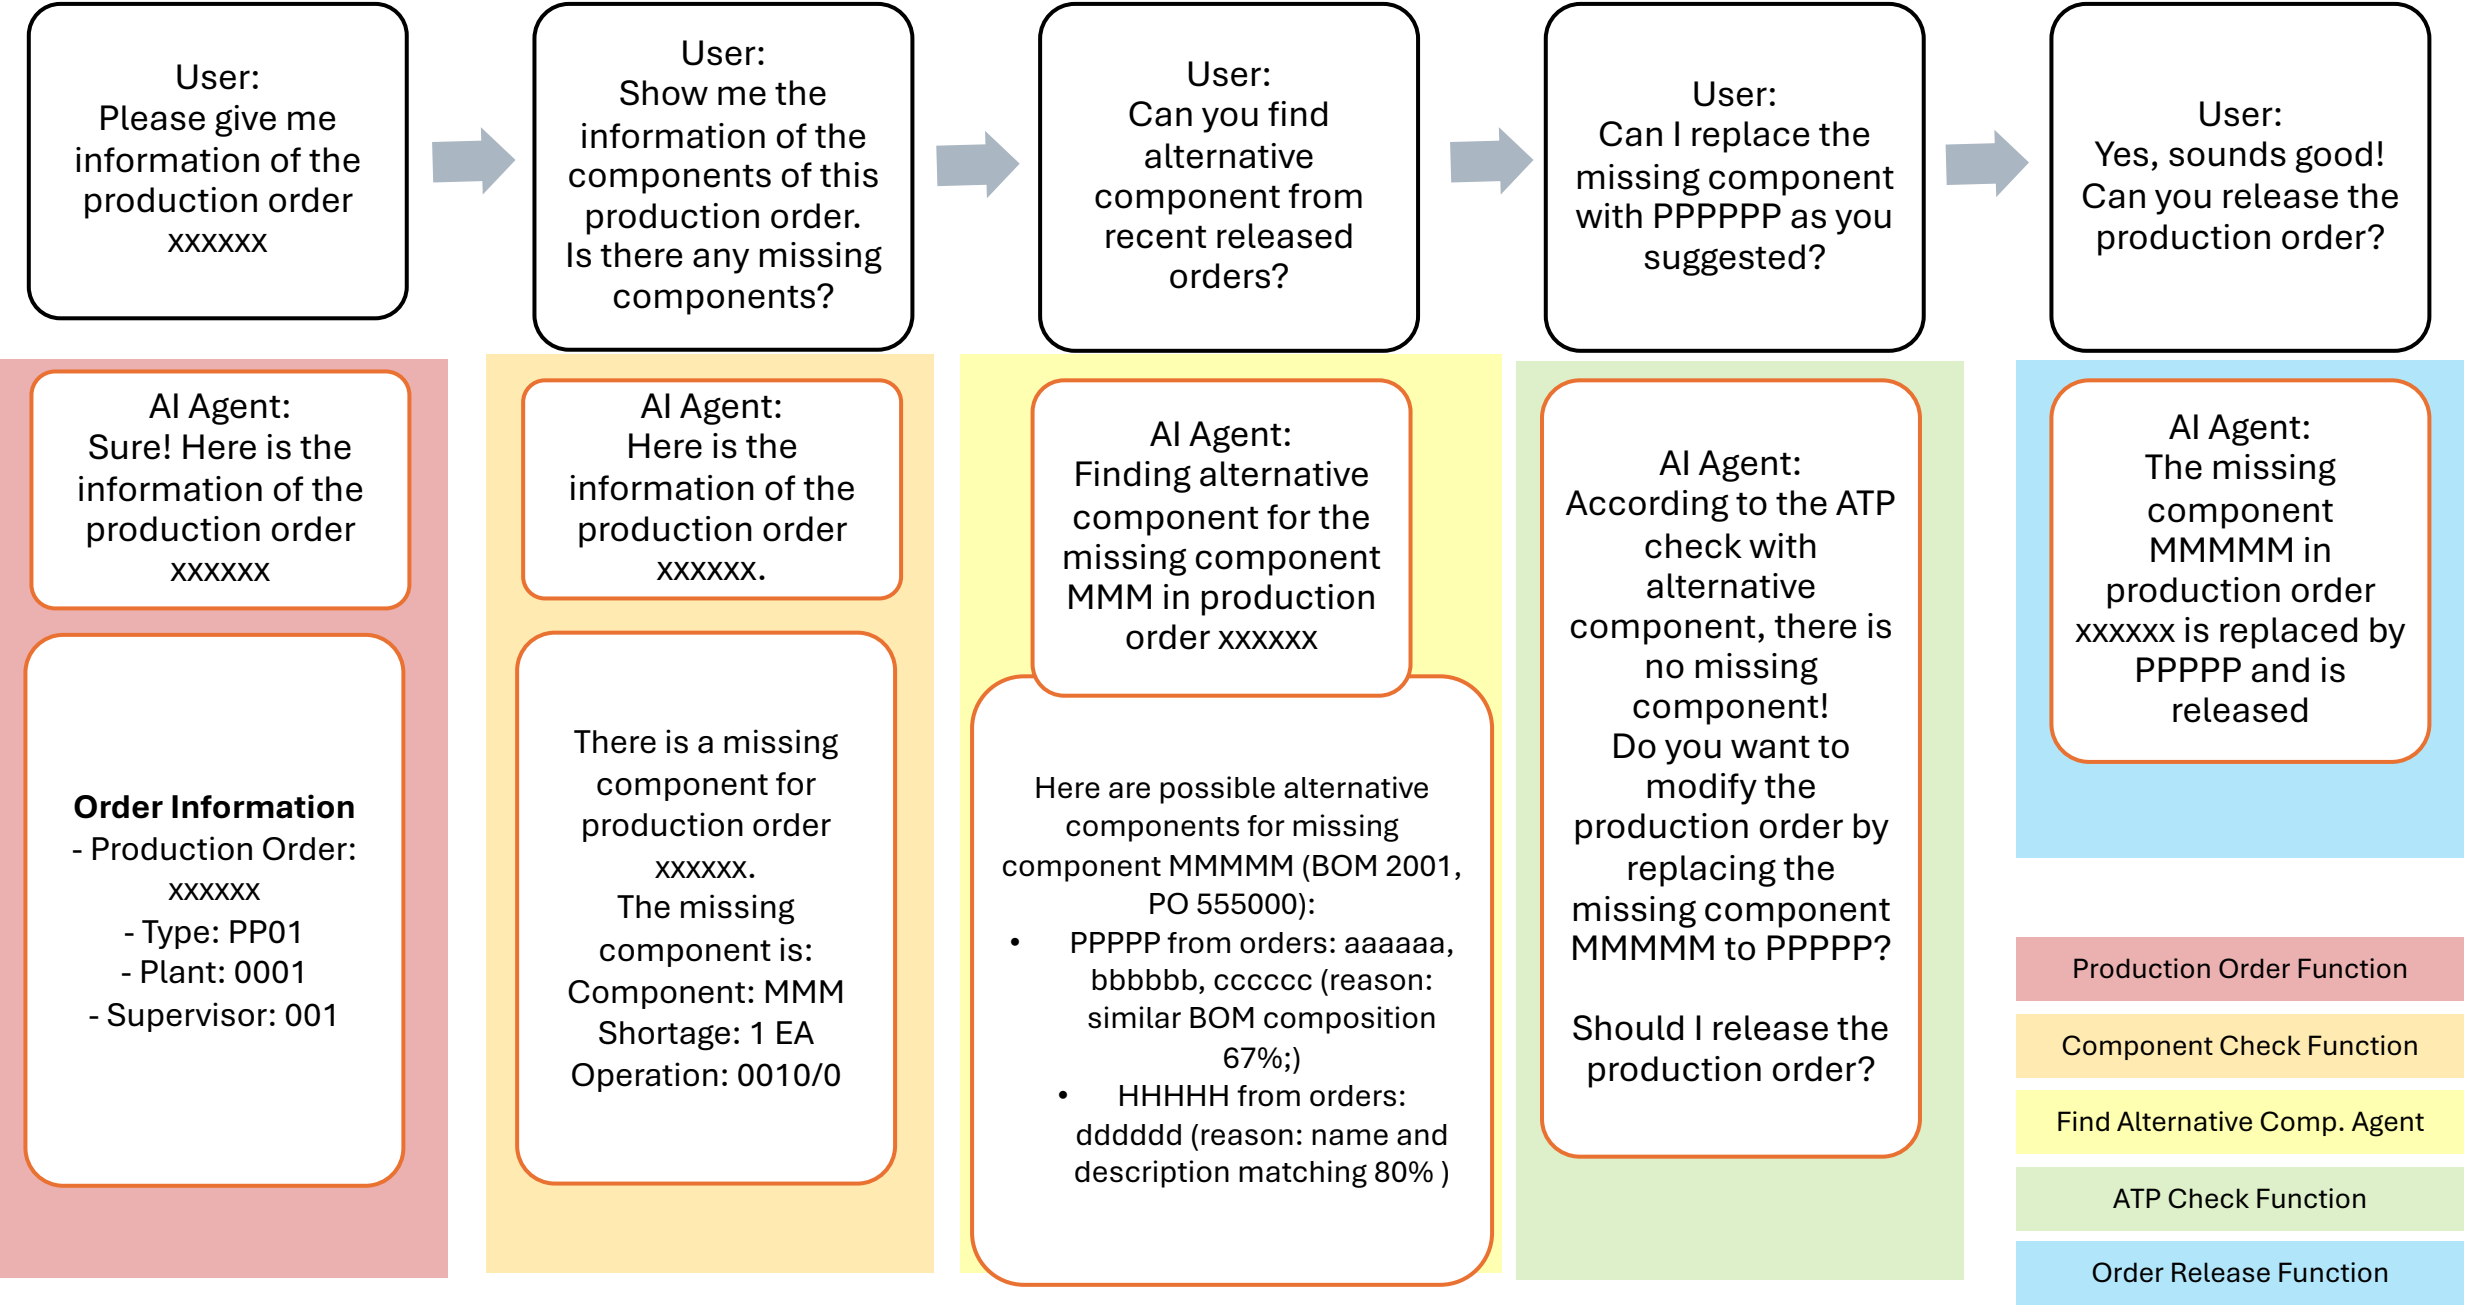 User:
Please give me
information of the
production order
xxxxxx
User:
Show me the
information of the
components of this
production order.
Is there any missing
components?
User:
Can you find
alternative
component from
recent released
orders?
User:
Can I replace the
missing component
with PPPPPP as you
suggested?
User:
Yes, sounds good!
Can you release the
production order?
AI Agent:
Sure! Here is the
information of the
production order
xxxxxx
Order Information
- Production Order:
xxxxxx
- Type: PP01
- Plant: 0001
- Supervisor: 001
AI Agent:
Here is the
information of the
production order
xxxxxx.
There is a missing
component for
production order
xxxxxx.
The missing
component is:
Component: MMM
Shortage: 1 EA
Operation: 0010/0
AI Agent:
Finding alternative
component for the
missing component
MMM in production
order xxxxxx
Here are possible alternative
components for missing
component MMMMM (BOM 2001,
PO 555000):
• PPPPP from orders: aaaaaa,
bbbbbb, cccccc (reason:
similar BOM composition
67%;)
• HHHHH from orders:
dddddd (reason: name and
description matching 80% )
AI Agent:
According to the ATP
check with
alternative
component, there is
no missing
component!
Do you want to
modify the
production order by
replacing the
missing component
MMMMM to PPPPP?
Should I release the
production order?
AI Agent:
The missing
component
MMMMM in
production order
xxxxxx is replaced by
PPPPP and is
released
Production Order Function
Component Check Function
Find Alternative Comp. Agent
ATP Check Function
Order Release Function